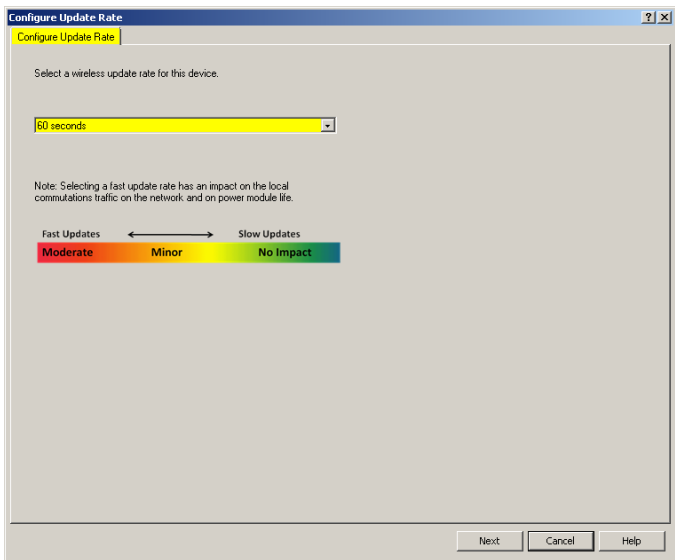 Configure Update Rate
Configure Update Rate
Select a wireless update rate for this device.
60 seconds
Note: Selecting a fast update rate has an impact on the local
commutations traffic on the network and on power module life.
Fast Updates Slow Updates
Moderate Minor No Impact
Next Cancel Help